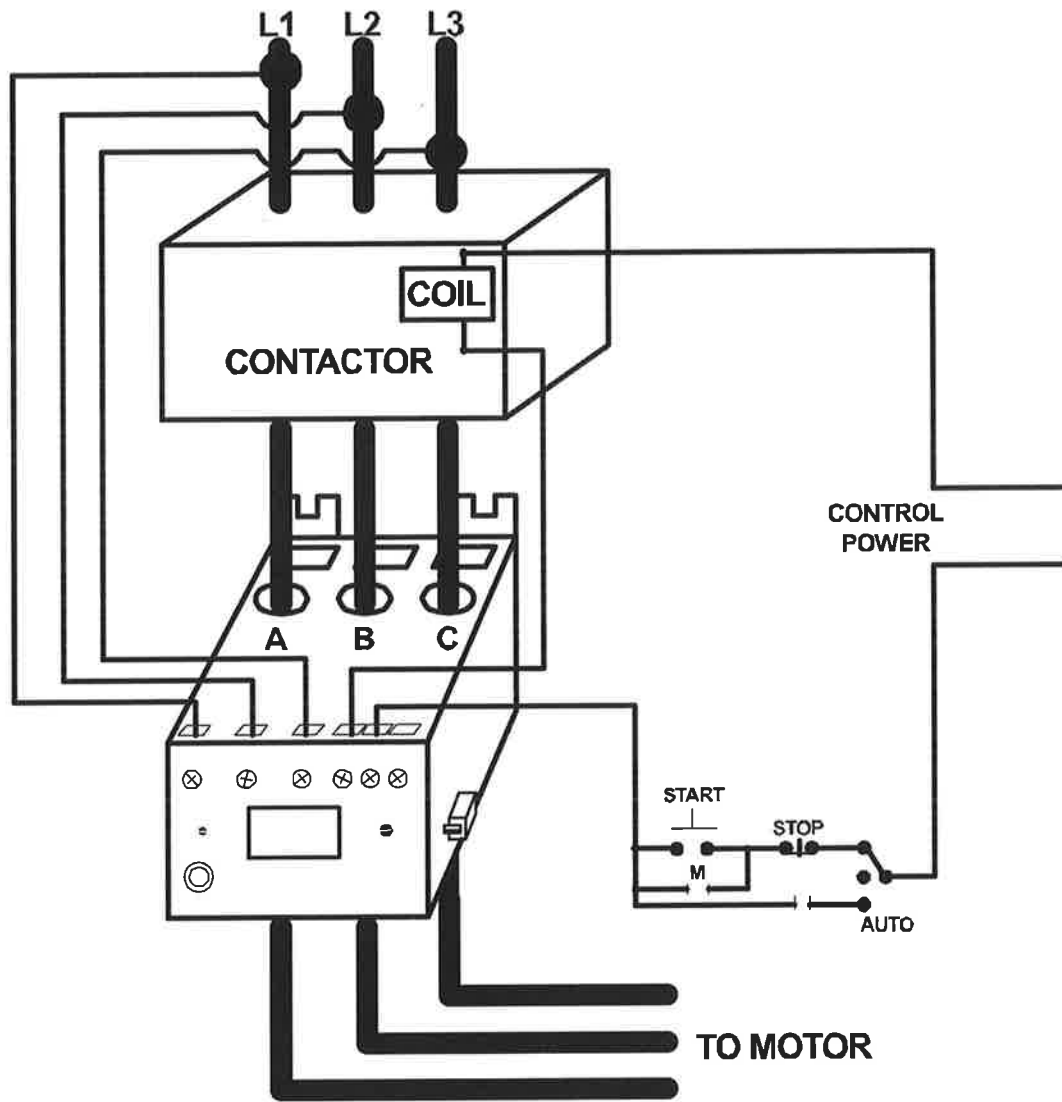 L1 L2 L3
COIL
CONTACTOR
CONTROL
POWER
A B C
START
STOP
M
AUTO
TO MOTOR